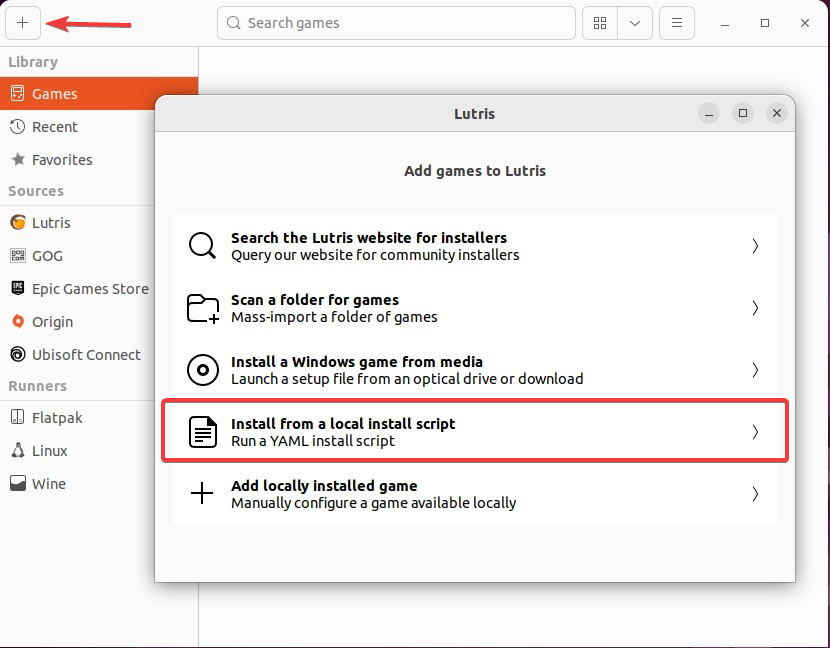 Search games
Library
Games
Recent
Favorites
Sources
Lutris
GOG
Epic Games Store
Origin
Ubisoft Connect
Runners
Flatpak
Linux
Wine
Lutris
Add games to Lutris
Search the Lutris website for installers
Query our website for community installers
Scan a folder for games
Mass-import a folder of games
Install a Windows game from media
Launch a setup file from an optical drive or download
Install from a local install script
Run a YAML install script
Add locally installed game
Manually configure a game available locally